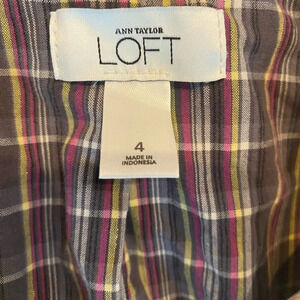 ANN TAYLOR
LOFT
4
MADE IN
INDONESIA